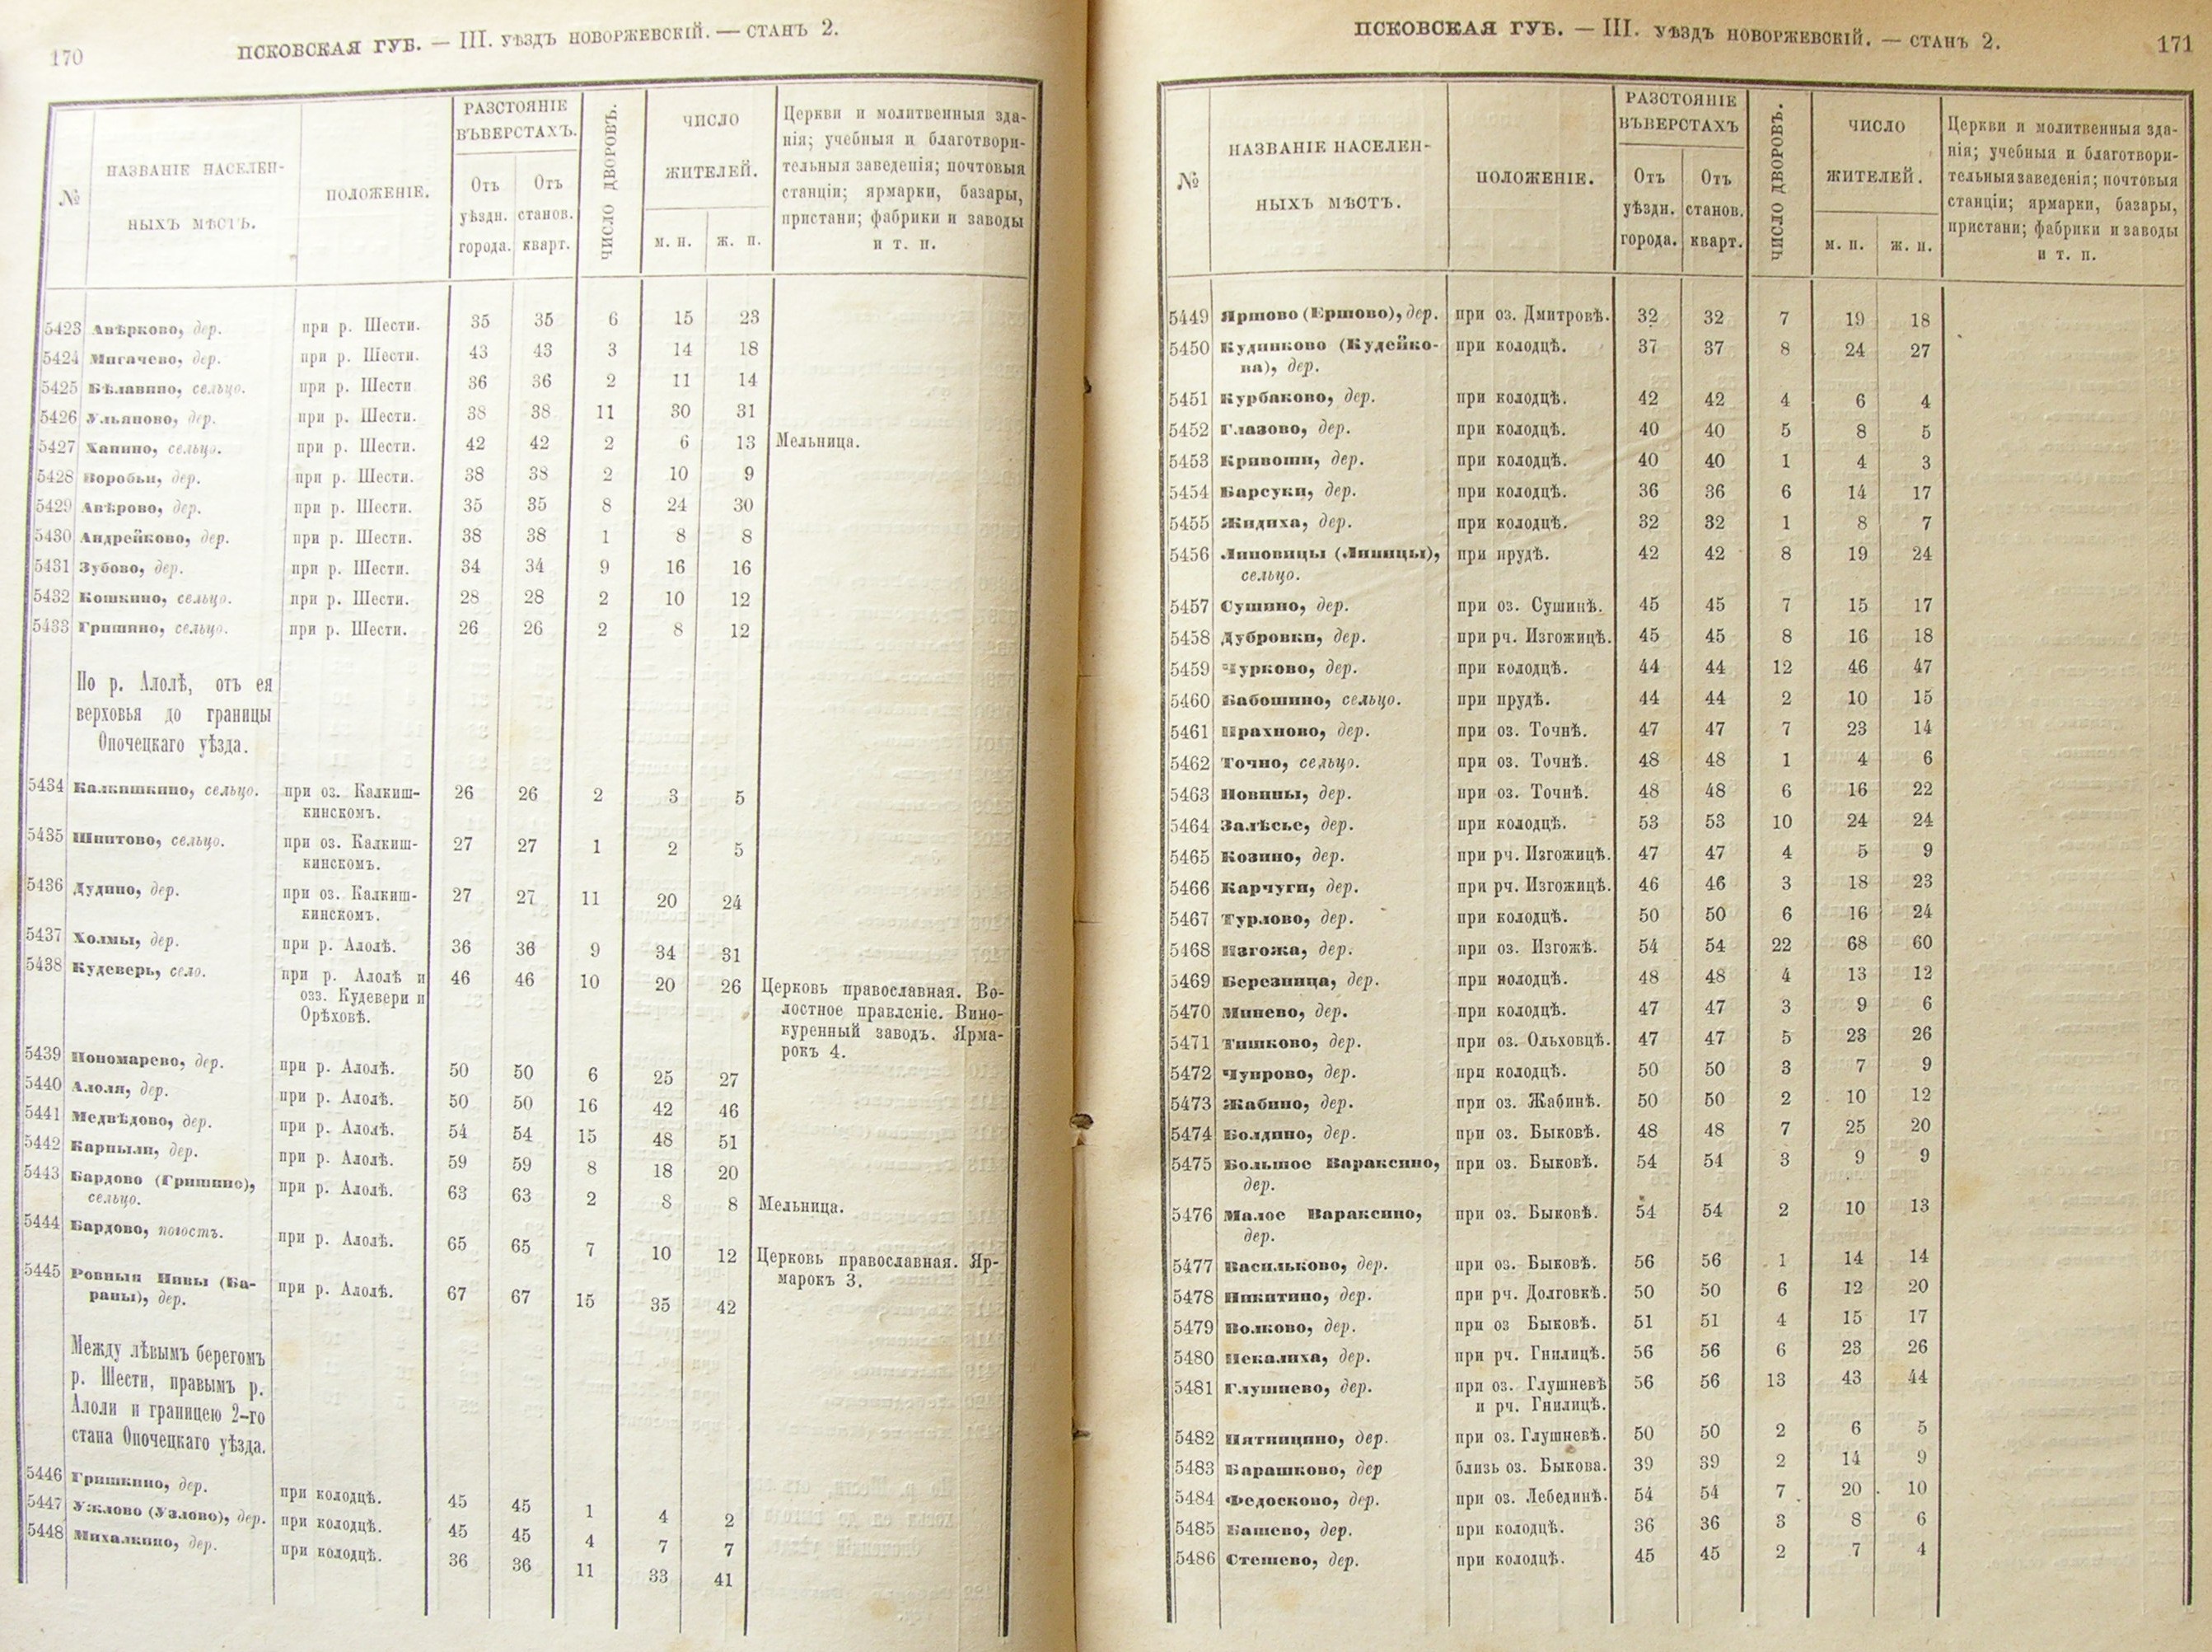 170
ПСКОВСКАЯ ГУБ. — III. УѢЗДЪ НОВОРЖЕВСКІЙ. — СТАНЪ 2.
№ НАЗВАНІЕ НАСЕЛЕН-
НЫХЪ МѢСТЪ.
ПОЛОЖЕНІЕ.
РАЗСТОЯНІЕ
ВЪ ВЕРСТАХЪ.
Отъ
уѣздн.
города.
Отъ
станов.
кварт.
ЧИСЛО ДВОРОВЪ.
ЧИСЛО
ЖИТЕЛЕЙ.
м. п. ж. п.
Церкви и молитвенныя зда-
нія; учебныя и благотвори-
тельныя заведенія; почтовыя
станціи; ярмарки, базары,
пристани; фабрики и заводы
и т. п.
5423 Авѣрково, дер. при р. Шести. 35 35 6 15 23
5424 Мигачево, дер. при р. Шести. 43 43 3 14 18
5425 Бѣлавино, сельцо. при р. Шести 36 36 2 11 14
5426 Ульяново, дер. при р. Шести. 38 38 11 30 31
5427 Ханино, сельцо. при р. Шести. 42 42 2 6 13 Мельница.
5428 Воробьи, дер. при р. Шести. 38 38 2 10 9
5429 Авѣрово, дер. при р. Шести. 35 35 8 24 30
5430 Андрейково, дер. при р. Шести. 38 38 1 8 8
5431 Зубово, дер. при р. Шести. 34 34 9 16 16
5432 Кошкино, сельцо. при р. Шести. 28 28 2 10 12
5433 Гришино, сельцо. при р. Шести. 26 26 2 8 12
По р. Алолѣ, отъ ея
верховья до границы
Опочецкаго уѣзда.
5434 Калкишкино, сельцо. при оз. Калкиш- 26 26 2 3 5
кинскомъ.
5435 Шпитово, сельцо. при оз. Калкиш- 27 27 1 2 5
кинскомъ.
5436 Дудино, дер. при оз. Калкиш- 27 27 11 20 24
кинскомъ.
5437 Холмы, дер. при р. Алолѣ. 36 36 9 34 31
5438 Кудеверь, село. при р. Алолѣ и 46 46 10 20 26 Церковь православная. Во-
озз. Кудевери и лостное правленіе. Вино-
Орѣховѣ. куренный заводъ. Ярма-
рокъ 4.
5439 Пономарево, дер. при р. Алолѣ. 50 50 6 25 27
5440 Алоля, дер. при р. Алолѣ. 50 50 16 42 46
5441 Медвѣдово, дер. при р. Алолѣ. 54 54 15 48 51
5442 Карпыли, дер. при р. Алолѣ. 59 59 8 18 20
5443 Бардово (Гришино), при р. Алолѣ. 63 63 2 8 8 Мельница.
сельцо.
5444 Бардово, погостъ. при р. Алолѣ. 65 65 7 10 12 Церковь православная. Яр-
марокъ 3.
5445 Ровныя Нивы (Ба- при р. Алолѣ. 67 67 15 35 42
раны), дер.
Между лѣвымъ берегомъ
р. Шести, правымъ р.
Алоли и границею 2-го
стана Опочецкаго уѣзда.
5446 Гришкино, дер. при колодцѣ. 45 45 1 4 2
5447 Ужлово (Узлово), дер. при колодцѣ. 45 45 4 7 7
5448 Михалкино, дер. при колодцѣ. 36 36 11 33 41
ПСКОВСКАЯ ГУБ. — III. УѢЗДЪ НОВОРЖЕВСКІЙ. — СТАНЪ 2.
171
№ НАЗВАНІЕ НАСЕЛЕН-
НЫХЪ МѢСТЪ.
ПОЛОЖЕНІЕ.
РАЗСТОЯНІЕ
ВЪ ВЕРСТАХЪ
Отъ
уѣздн.
города.
Отъ
станов.
кварт.
ЧИСЛО ДВОРОВЪ.
ЧИСЛО
ЖИТЕЛЕЙ.
м. п. ж. п.
Церкви и молитвенныя зда-
нія; учебныя и благотвори-
тельныя заведенія; почтовыя
станціи; ярмарки, базары,
пристани; фабрики и заводы
и т. п.
5449 Яршово (Ершово), дер. при оз. Дмитровѣ. 32 32 7 19 18
5450 Кудинково (Кудейко- при колодцѣ. 37 37 8 24 27
ва), дер.
5451 Курбаково, дер. при колодцѣ. 42 42 4 6 4
5452 Глазово, дер. при колодцѣ. 40 40 5 8 5
5453 Кривоши, дер. при колодцѣ. 40 40 1 4 3
5454 Барсуки, дер. при колодцѣ. 36 36 6 14 17
5455 Жидиха, дер. при колодцѣ. 32 32 1 8 7
5456 Липовицы (Липицы), при прудѣ. 42 42 8 19 24
сельцо.
5457 Сушино, дер. при оз. Сушинѣ. 45 45 7 15 17
5458 Дубровки, дер. при рч. Изгожицѣ. 45 45 8 16 18
5459 Чурково, дер. при колодцѣ. 44 44 12 46 47
5460 Бабошино, сельцо. при прудѣ. 44 44 2 10 15
5461 Прахново, дер. при оз. Точнѣ. 47 47 7 23 14
5462 Точно, сельцо. при оз. Точнѣ. 48 48 1 4 6
5463 Новины, дер. при оз. Точнѣ. 48 48 6 16 22
5464 Залѣсье, дер. при колодцѣ. 53 53 10 24 24
5465 Козино, дер. при рч. Изгожицѣ. 47 47 4 5 9
5466 Карчуги, дер. при рч. Изгожицѣ. 46 46 3 18 23
5467 Турлово, дер. при колодцѣ. 50 50 6 16 24
5468 Изгожа, дер. при оз. Изгожѣ. 54 54 22 68 60
5469 Березница, дер. при колодцѣ. 48 48 4 13 12
5470 Минево, дер. при колодцѣ. 47 47 3 9 6
5471 Тишково, дер. при оз. Ольховцѣ. 47 47 5 23 26
5472 Чупрово, дер. при колодцѣ. 50 50 3 7 9
5473 Жабино, дер. при оз. Жабинѣ. 50 50 2 10 12
5474 Болдино, дер. при оз. Быковѣ. 48 48 7 25 20
5475 Большое Вараксино, при оз. Быковѣ. 54 54 3 9 9
дер.
5476 Малое Вараксино, при оз. Быковѣ. 54 54 2 10 13
дер.
5477 Васильково, дер. при оз. Быковѣ. 56 56 1 14 14
5478 Никитино, дер. при рч. Долговкѣ. 50 50 6 12 20
5479 Волково, дер. при оз Быковѣ. 51 51 4 15 17
5480 Пекалиха, дер. при рч. Гнилицѣ. 56 56 6 23 26
5481 Глушнево, дер. при оз. Глушневѣ 56 56 13 43 44
и рч. Гнилицѣ.
5482 Пятницино, дер. при оз. Глушневѣ. 50 50 2 6 5
5483 Барашково, дер близь оз. Быкова. 39 39 2 14 9
5484 Федосково, дер. при оз. Лебединѣ. 54 54 7 20 10
5485 Башево, дер. при колодцѣ. 36 36 3 8 6
5486 Стешево, дер. при колодцѣ. 45 45 2 7 4